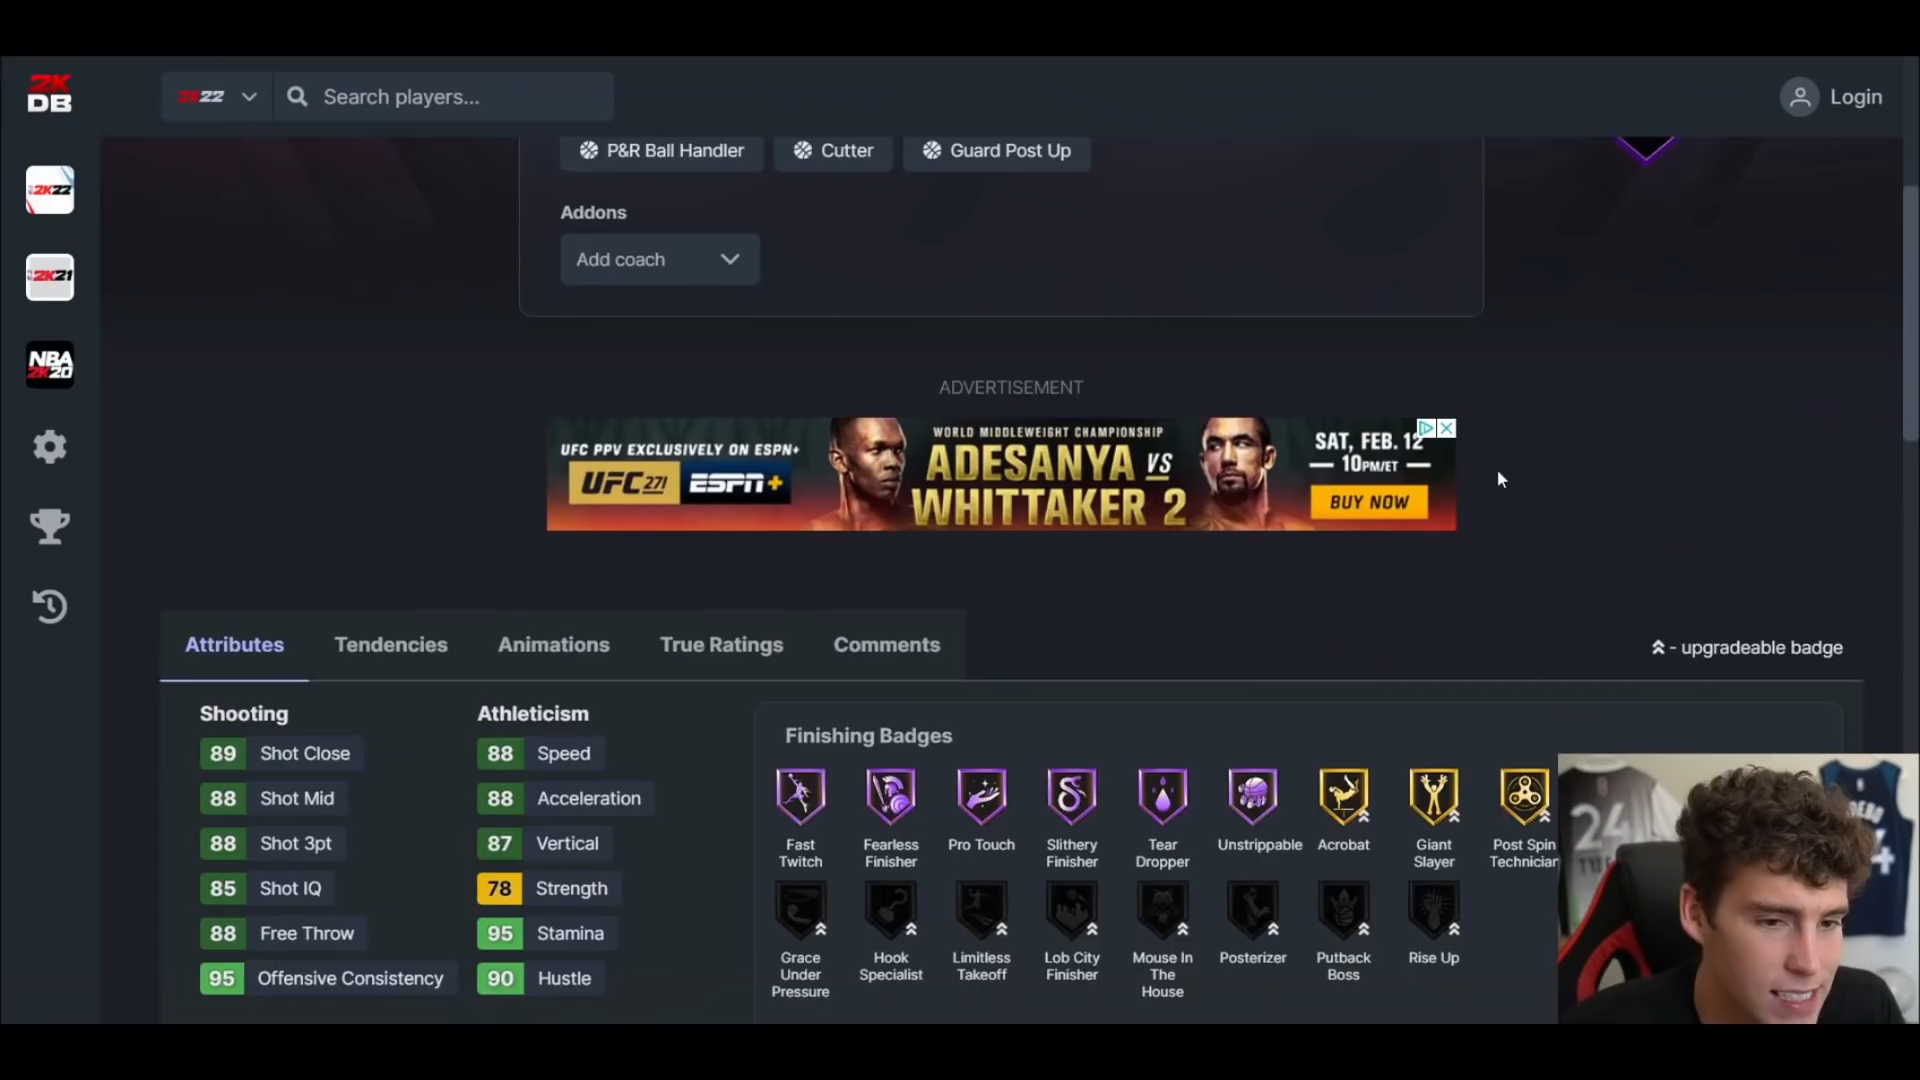 2K
DB
2K22
Search players...
Login
2K22
2K21
NBA
2K20
P&R Ball Handler
Cutter
Guard Post Up
Addons
Add coach
ADVERTISEMENT
UFC PPV EXCLUSIVELY ON ESPN+
UFC 271
ESPN+
WORLD MIDDLEWEIGHT CHAMPIONSHIP
ADESANYA VS
WHITTAKER 2
SAT, FEB. 12
10PM/ET
BUY NOW
Attributes
Tendencies
Animations
True Ratings
Comments
- upgradeable badge
Shooting
89 Shot Close
88 Shot Mid
88 Shot 3pt
85 Shot IQ
88 Free Throw
95 Offensive Consistency
Athleticism
88 Speed
88 Acceleration
87 Vertical
78 Strength
95 Stamina
90 Hustle
Finishing Badges
Fast
Twitch
Fearless
Finisher
Pro Touch
Slithery
Finisher
Tear
Dropper
Unstrippable
Acrobat
Giant
Slayer
Post Spin
Technician
Grace
Under
Pressure
Hook
Specialist
Limitless
Takeoff
Lob City
Finisher
Mouse In
The
House
Posterizer
Putback
Boss
Rise Up
24